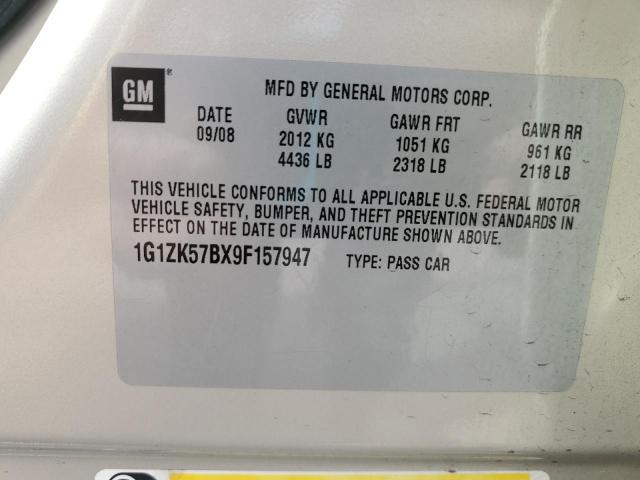 GM®
MFD BY GENERAL MOTORS CORP.
DATE GVWR GAWR FRT GAWR RR
09/08 2012 KG 1051 KG 961 KG
4436 LB 2318 LB 2118 LB
THIS VEHICLE CONFORMS TO ALL APPLICABLE U.S. FEDERAL MOTOR
VEHICLE SAFETY, BUMPER, AND THEFT PREVENTION STANDARDS IN
EFFECT ON THE DATE OF MANUFACTURE SHOWN ABOVE.
1G1ZK57BX9F157947 TYPE: PASS CAR